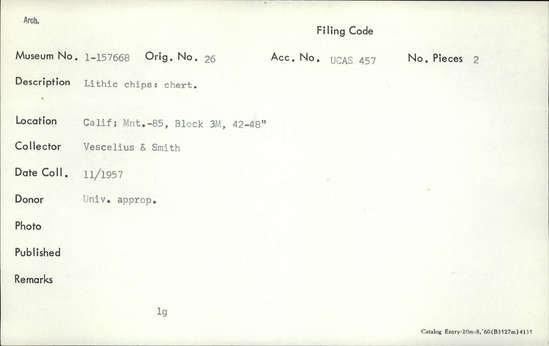 Arch.
Filing Code
Museum No. 1-157668 Orig. No. 26 Acc. No. UCAS 457 No. Pieces 2
Description Lithic chips: chert.
Location Calif; Mnt.-85, Block 3M, 42-48"
Collector Vescelius & Smith
Date Coll. 11/1957
Donor Univ. approp.
Photo
Published
Remarks
lg
Catalog Entry-20m-8,'60(B3127m)4137